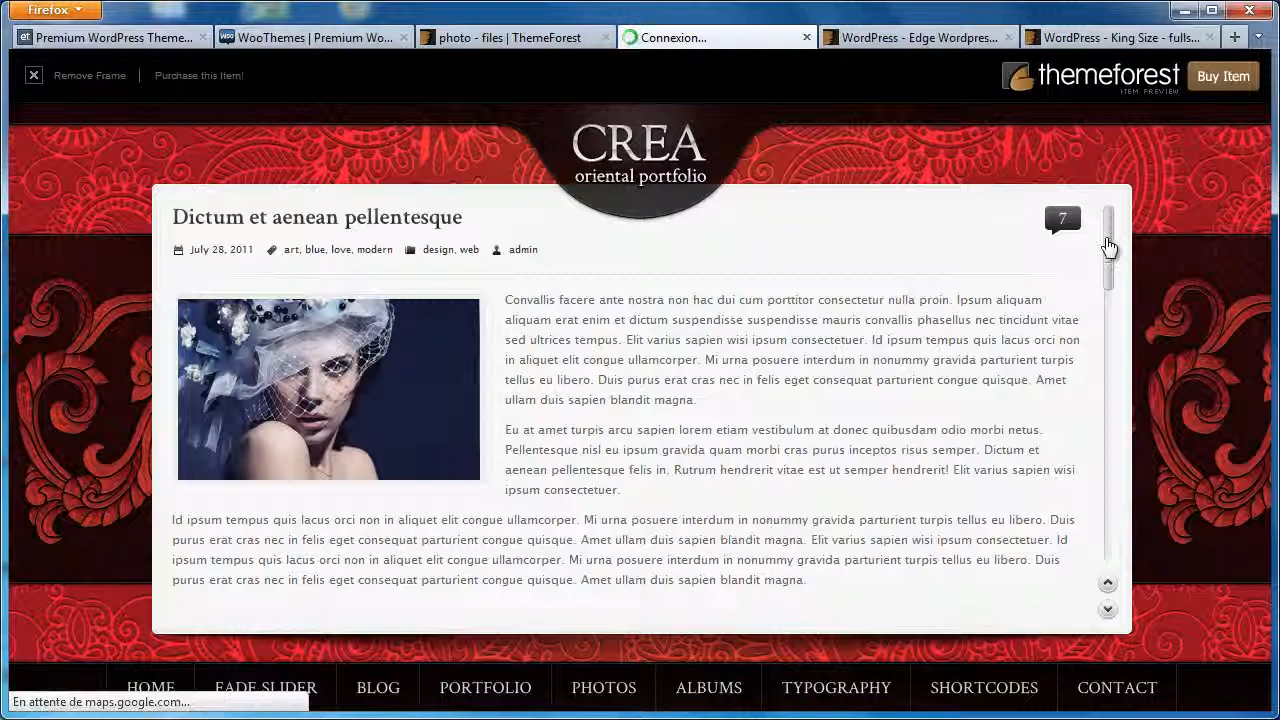 Firefox
Premium WordPress Theme...
WooThemes | Premium Wo...
photo - files | ThemeForest
Connexion...
WordPress - Edge Wordpres...
WordPress - King Size - fulls...
Remove Frame
Purchase this Item!
themeforest
ITEM PREVIEW
Buy Item
CREA
oriental portfolio
Dictum et aenean pellentesque
7
July 28, 2011
art, blue, love, modern
design, web
admin
Convallis facere ante nostra non hac dui cum porttitor consectetur nulla proin. Ipsum aliquam
aliquam erat enim et dictum suspendisse suspendisse mauris convallis phasellus nec tincidunt vitae
sed ultrices tempus. Elit varius sapien wisi ipsum consectetuer. Id ipsum tempus quis lacus orci non
in aliquet elit congue ullamcorper. Mi urna posuere interdum in nonummy gravida parturient turpis
tellus eu libero. Duis purus erat cras nec in felis eget consequat parturient congue quisque. Amet
ullam duis sapien blandit magna.
Eu at amet turpis arcu sapien lorem etiam vestibulum at donec quibusdam odio morbi netus.
Pellentesque nisl eu ipsum gravida quam morbi cras purus inceptos risus semper. Dictum et
aenean pellentesque felis in. Rutrum hendrerit vitae est ut semper hendrerit! Elit varius sapien wisi
ipsum consectetuer.
Id ipsum tempus quis lacus orci non in aliquet elit congue ullamcorper. Mi urna posuere interdum in nonummy gravida parturient turpis tellus eu libero. Duis
purus erat cras nec in felis eget consequat parturient congue quisque. Amet ullam duis sapien blandit magna. Elit varius sapien wisi ipsum consectetuer. Id
ipsum tempus quis lacus orci non in aliquet elit congue ullamcorper. Mi urna posuere interdum in nonummy gravida parturient turpis tellus eu libero. Duis
purus erat cras nec in felis eget consequat parturient congue quisque. Amet ullam duis sapien blandit magna.
HOME
FADE SLIDER
BLOG
PORTFOLIO
PHOTOS
ALBUMS
TYPOGRAPHY
SHORTCODES
CONTACT
En attente de maps.google.com...